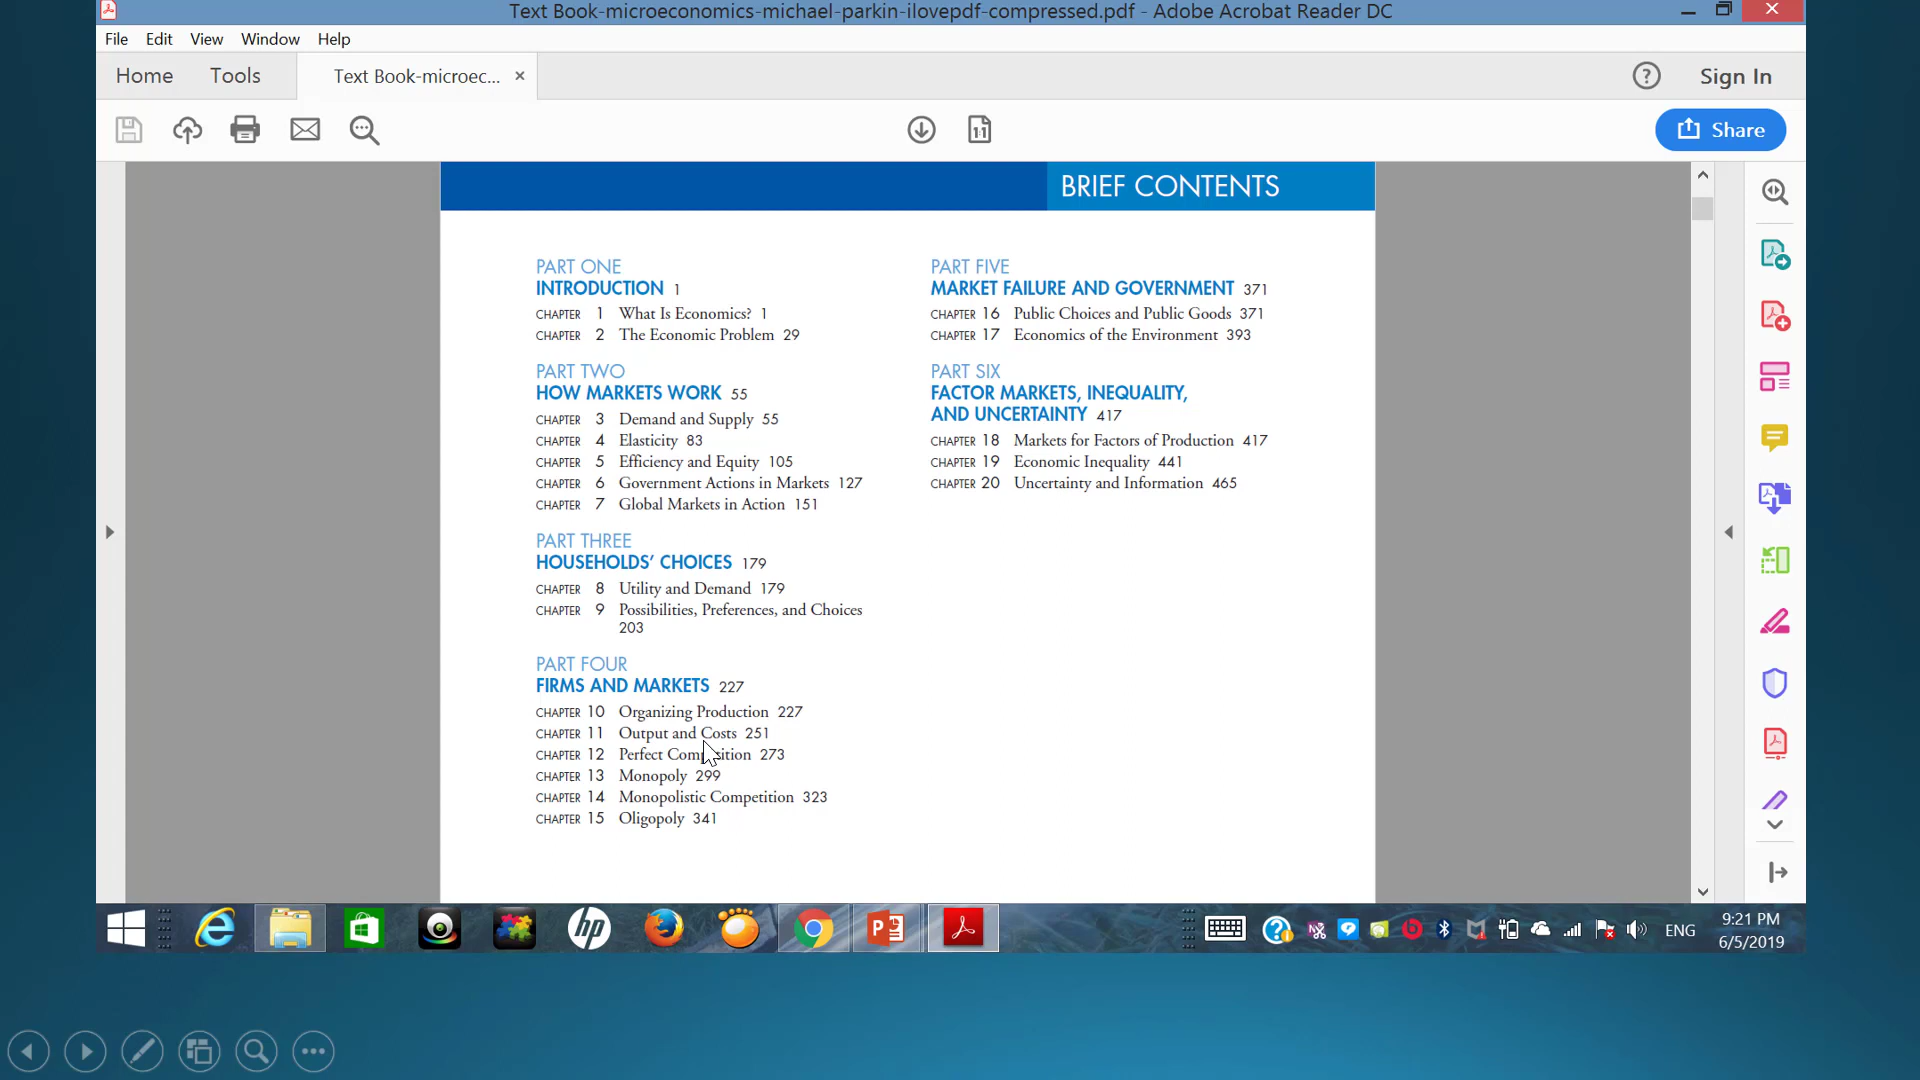 Text Book-microeconomics-michael-parkin-ilovepdf-compressed.pdf - Adobe Acrobat Reader DC
File Edit View Window Help
Home Tools Text Book-microec... × ? Sign In
1:1 Share
BRIEF CONTENTS
PART ONE
INTRODUCTION 1
CHAPTER 1 What Is Economics? 1
CHAPTER 2 The Economic Problem 29
PART TWO
HOW MARKETS WORK 55
CHAPTER 3 Demand and Supply 55
CHAPTER 4 Elasticity 83
CHAPTER 5 Efficiency and Equity 105
CHAPTER 6 Government Actions in Markets 127
CHAPTER 7 Global Markets in Action 151
PART THREE
HOUSEHOLDS’ CHOICES 179
CHAPTER 8 Utility and Demand 179
CHAPTER 9 Possibilities, Preferences, and Choices
203
PART FOUR
FIRMS AND MARKETS 227
CHAPTER 10 Organizing Production 227
CHAPTER 11 Output and Costs 251
CHAPTER 12 Perfect Competition 273
CHAPTER 13 Monopoly 299
CHAPTER 14 Monopolistic Competition 323
CHAPTER 15 Oligopoly 341
PART FIVE
MARKET FAILURE AND GOVERNMENT 371
CHAPTER 16 Public Choices and Public Goods 371
CHAPTER 17 Economics of the Environment 393
PART SIX
FACTOR MARKETS, INEQUALITY,
AND UNCERTAINTY 417
CHAPTER 18 Markets for Factors of Production 417
CHAPTER 19 Economic Inequality 441
CHAPTER 20 Uncertainty and Information 465
hp
ENG
9:21 PM
6/5/2019